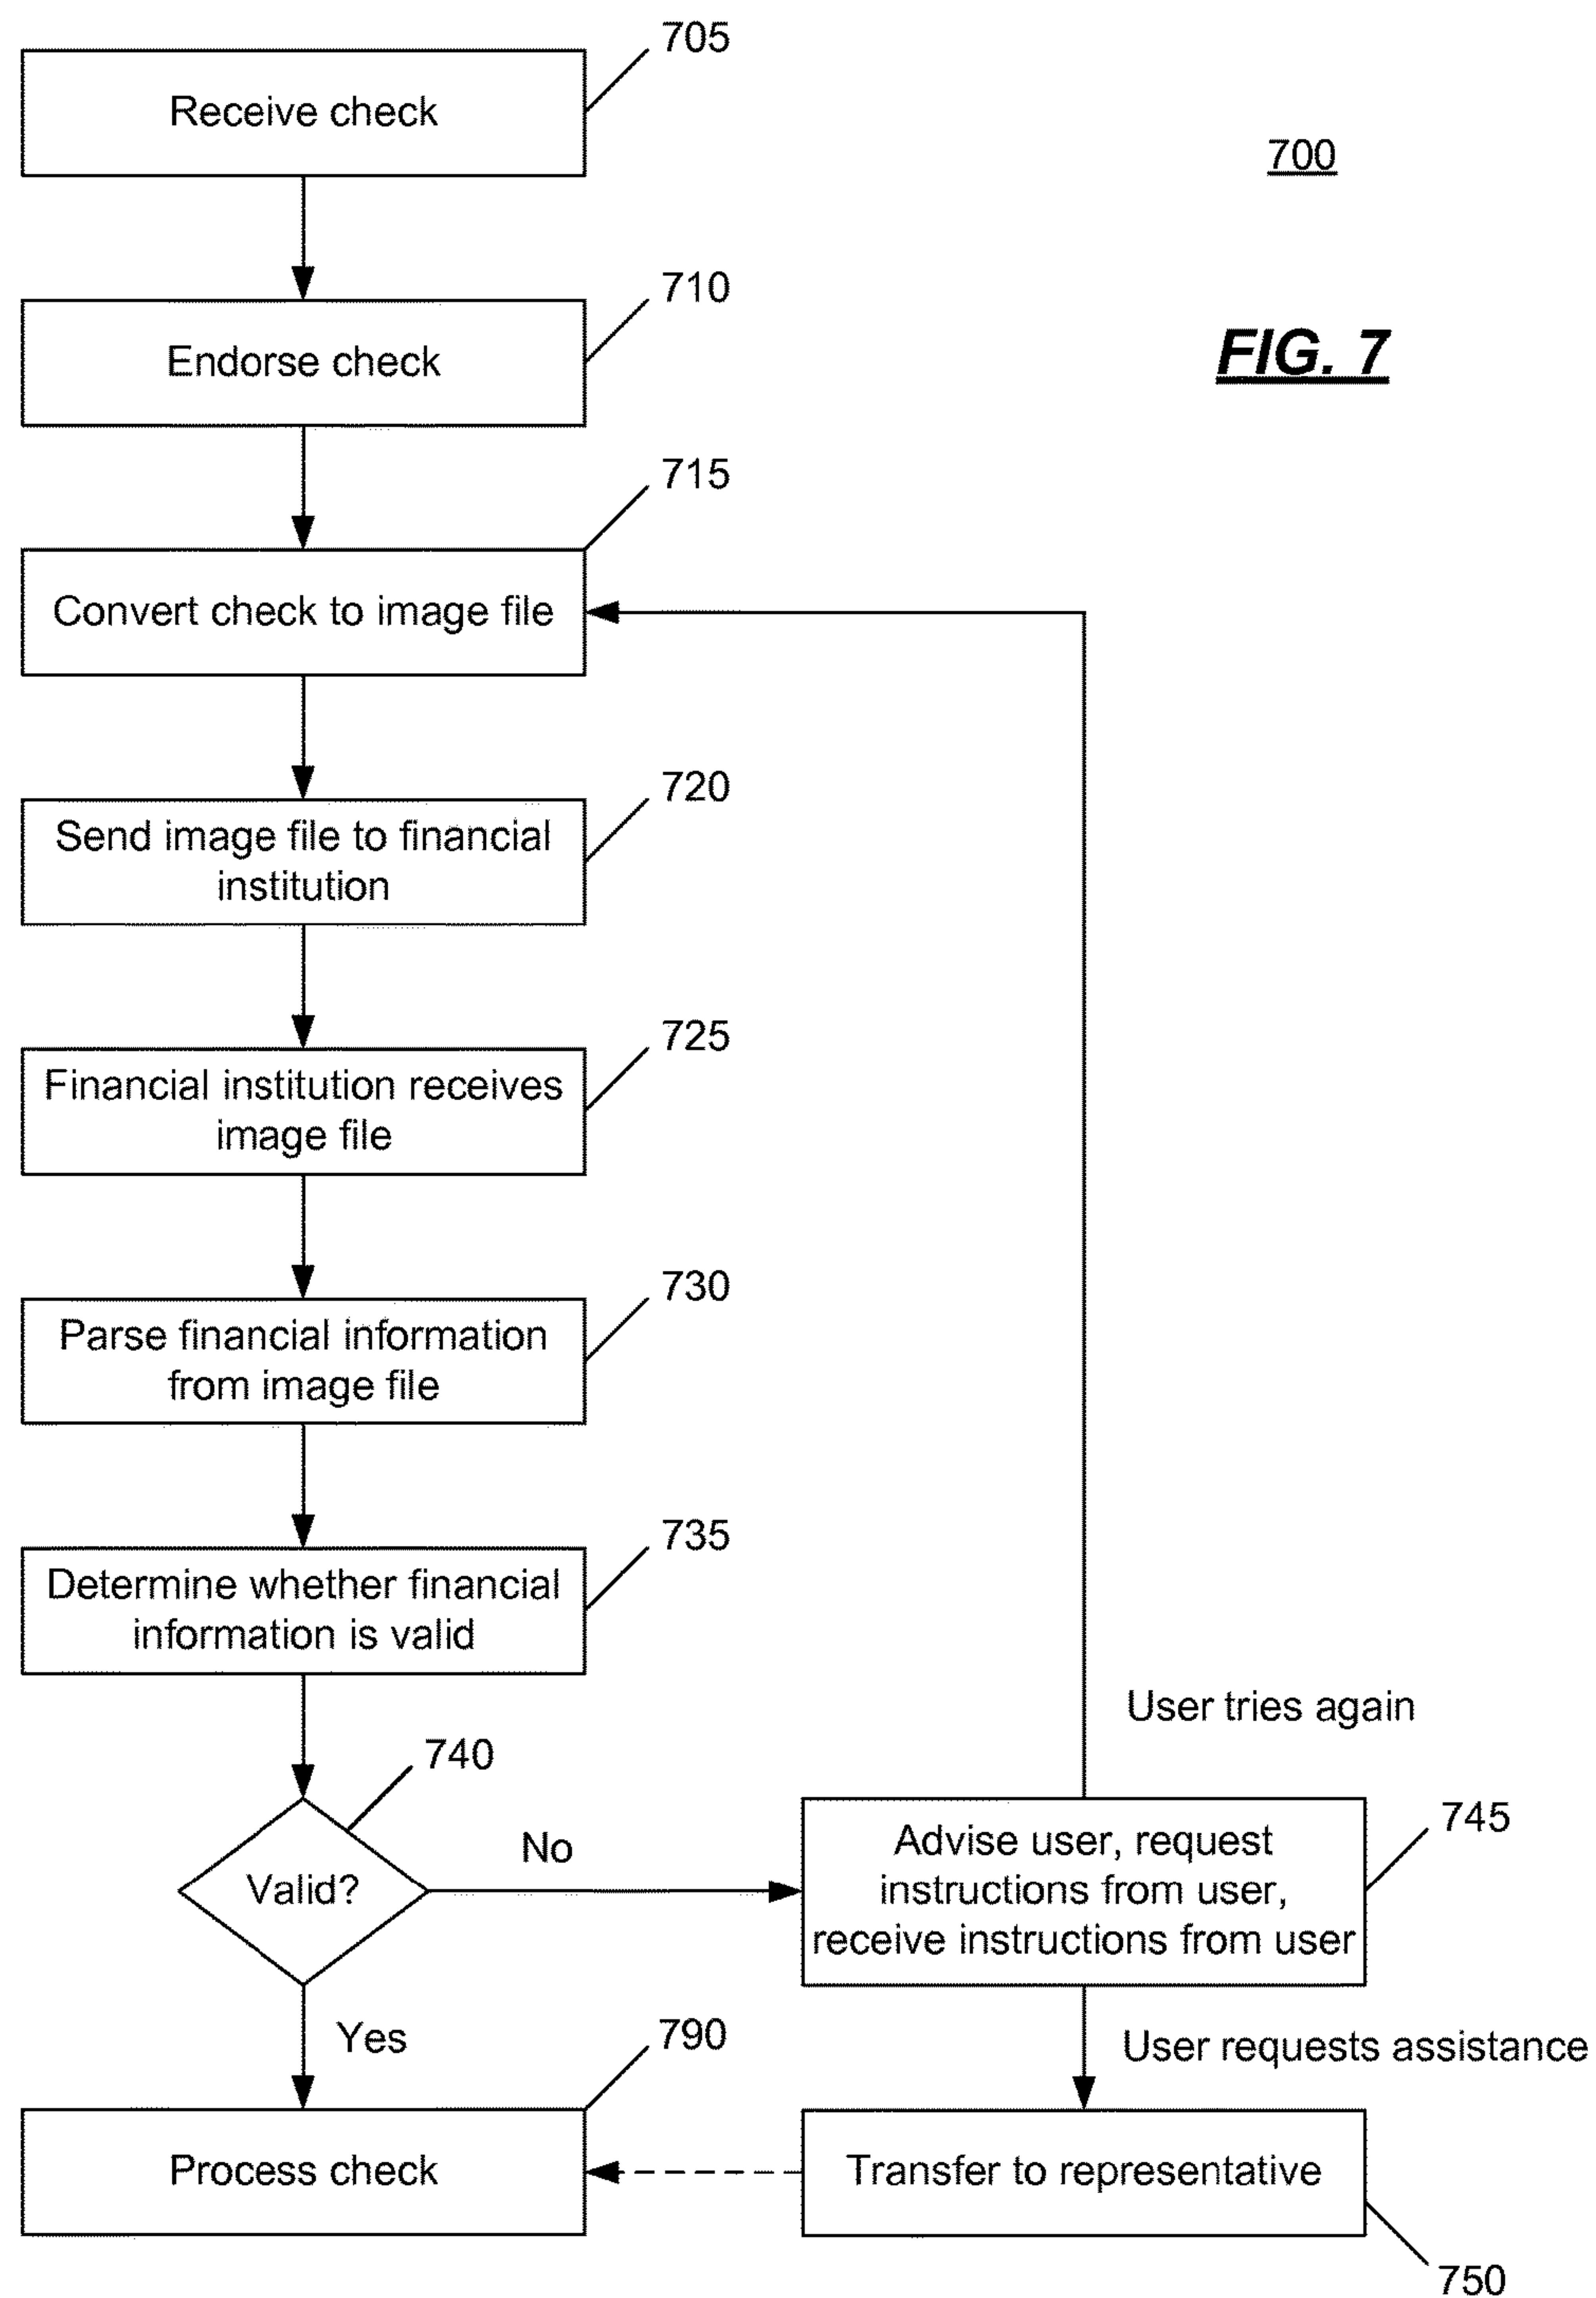 705
Receive check
700
710
Endorse check
FIG. 7
715
Convert check to image file
720
Send image file to financial
institution
725
Financial institution receives
image file
730
Parse financial information
from image file
735
Determine whether financial
information is valid
User tries again
740
Valid?
No
745
Advise user, request
instructions from user,
receive instructions from user
Yes
790
User requests assistance
Process check
Transfer to representative
750